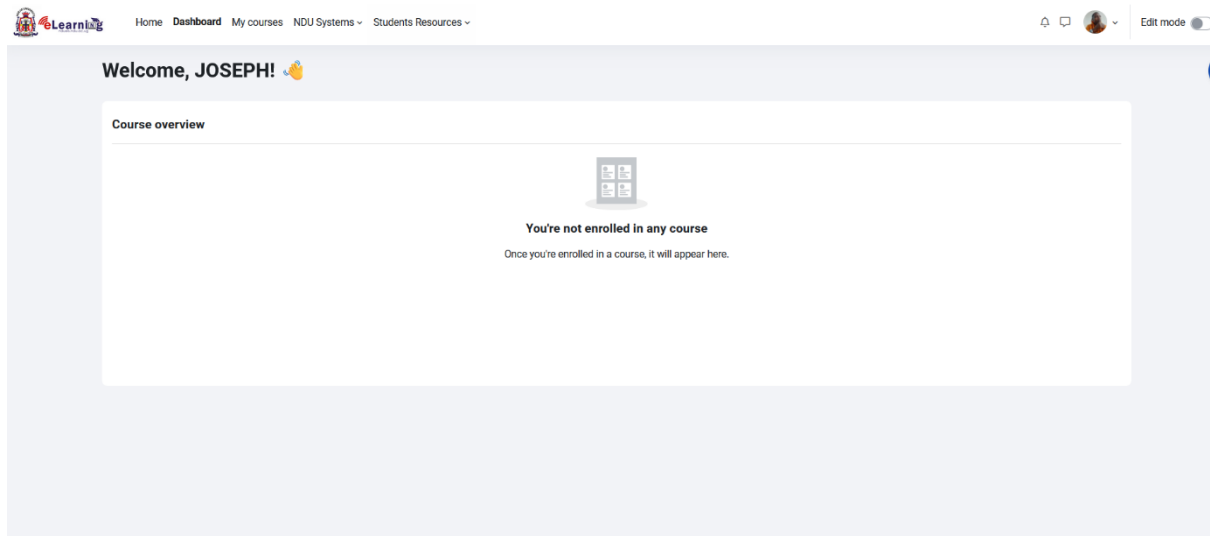 eLearning
Home Dashboard My courses NDU Systems Students Resources Edit mode
Welcome, JOSEPH! 👋
Course overview
You're not enrolled in any course
Once you're enrolled in a course, it will appear here.